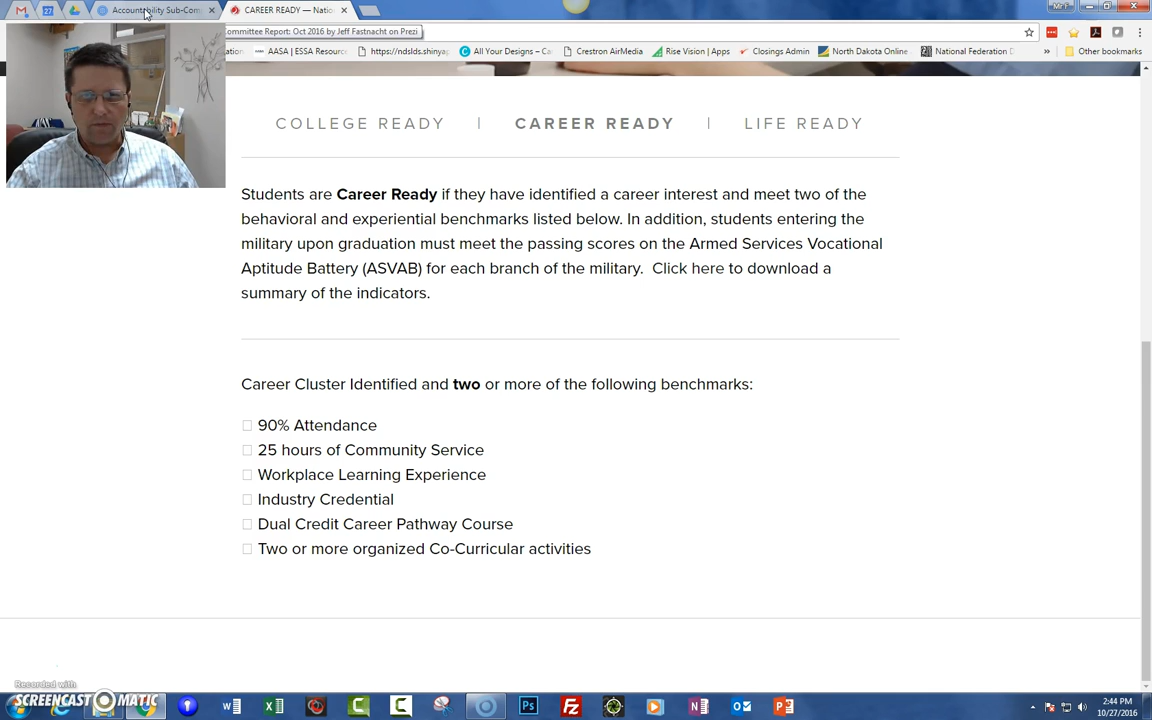 Accountability Sub-Com
CAREER READY — Natio
Mr F
Committee Report: Oct 2016 by Jeff Fastnacht on Prezi
AASA | ESSA Resourc
https://ndslds.shinyap
All Your Designs – Ca
Crestron AirMedia
Rise Vision | Apps
Closings Admin
North Dakota Online
National Federation
Other bookmarks
COLLEGE READY | CAREER READY | LIFE READY
Students are Career Ready if they have identified a career interest and meet two of the
behavioral and experiential benchmarks listed below. In addition, students entering the
military upon graduation must meet the passing scores on the Armed Services Vocational
Aptitude Battery (ASVAB) for each branch of the military.  Click here to download a
summary of the indicators.
Career Cluster Identified and two or more of the following benchmarks:
90% Attendance
25 hours of Community Service
Workplace Learning Experience
Industry Credential
Dual Credit Career Pathway Course
Two or more organized Co-Curricular activities
Recorded with
SCREENCAST-O-MATIC
2:44 PM
10/27/2016